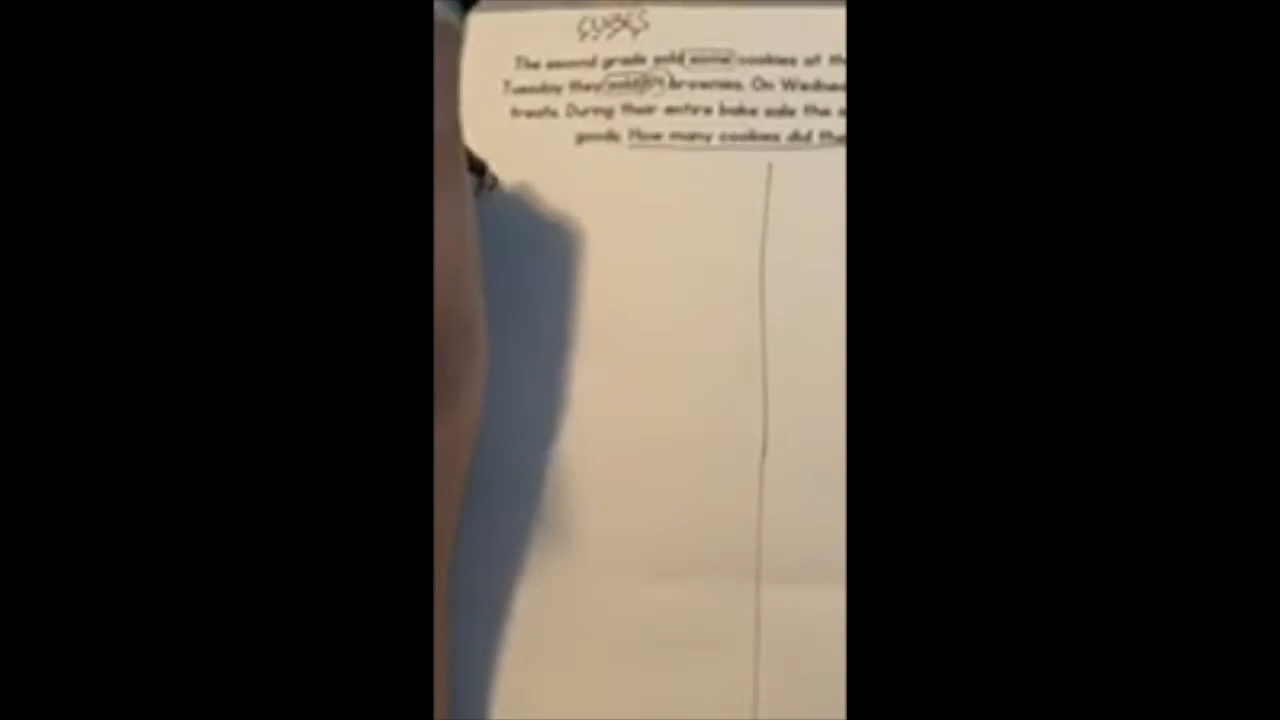 CUBES
The second grade sold some cookies at th
Tuesday they sold brownies. On Wednes
treats. During their entire bake sale the s
goods. How many cookies did the